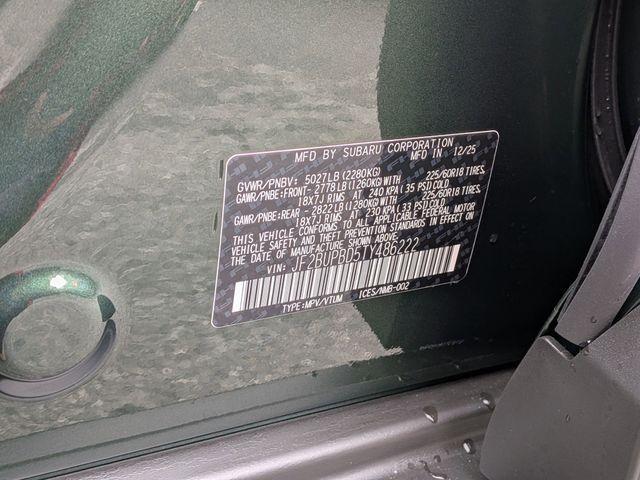 MFD BY SUBARU CORPORATION
MFD IN 12/25
GVWR/PNBV: 5027LB (2280KG)
GAWR/PNBE:FRONT- 2778LB(1260KG)WITH 225/60R18 TIRES
18X7J RIMS AT 240 KPA (35 PSI)COLD
GAWR/PNBE:REAR - 2822LB(1280KG)WITH 225/60R18 TIRES
18X7J RIMS AT 230 KPA (33 PSI)COLD
THIS VEHICLE CONFORMS TO ALL APPLICABLE FEDERAL MOTOR
VEHICLE SAFETY STANDARDS IN EFFECT ON THE
DATE OF MANUFACTURE SHOWN ABOVE.
VIN: JF2BUPBD5TY486222
TYPE:MPV/VTUM ICES/NMB-002